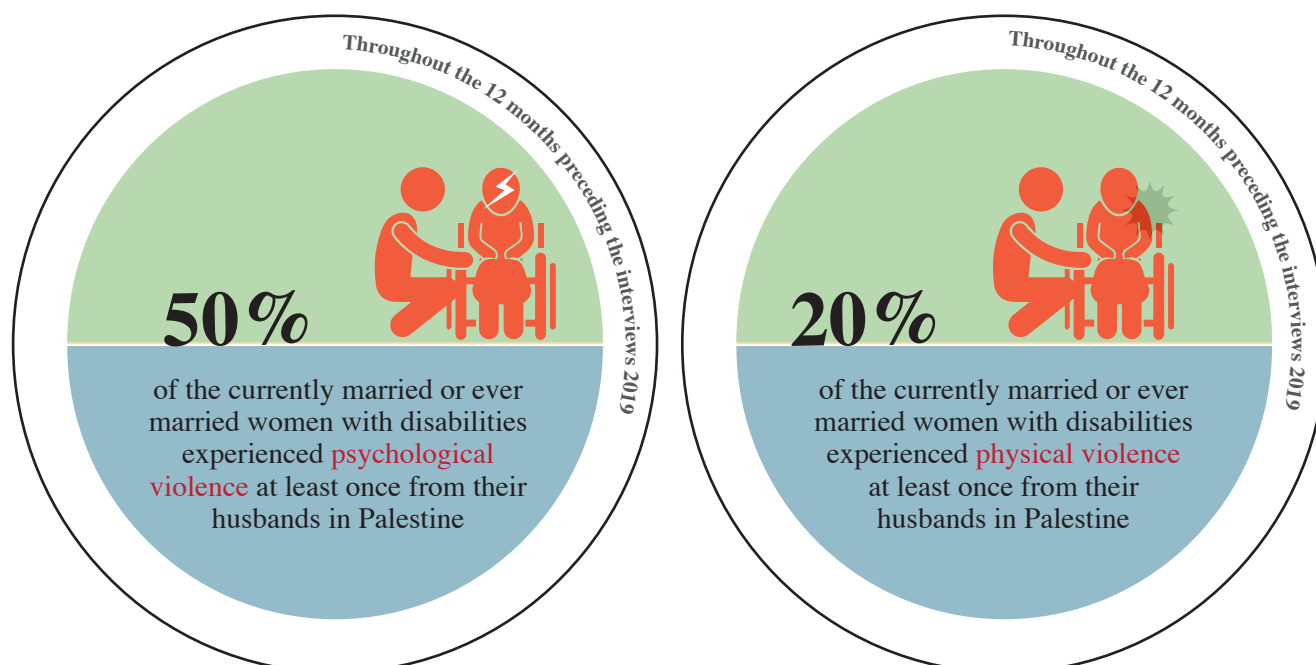 Throughout the 12 months preceding the interviews 2019
50%
of the currently married or ever
married women with disabilities
experienced psychological
violence at least once from their
husbands in Palestine
Throughout the 12 months preceding the interviews 2019
20%
of the currently married or ever
married women with disabilities
experienced physical violence
at least once from their
husbands in Palestine